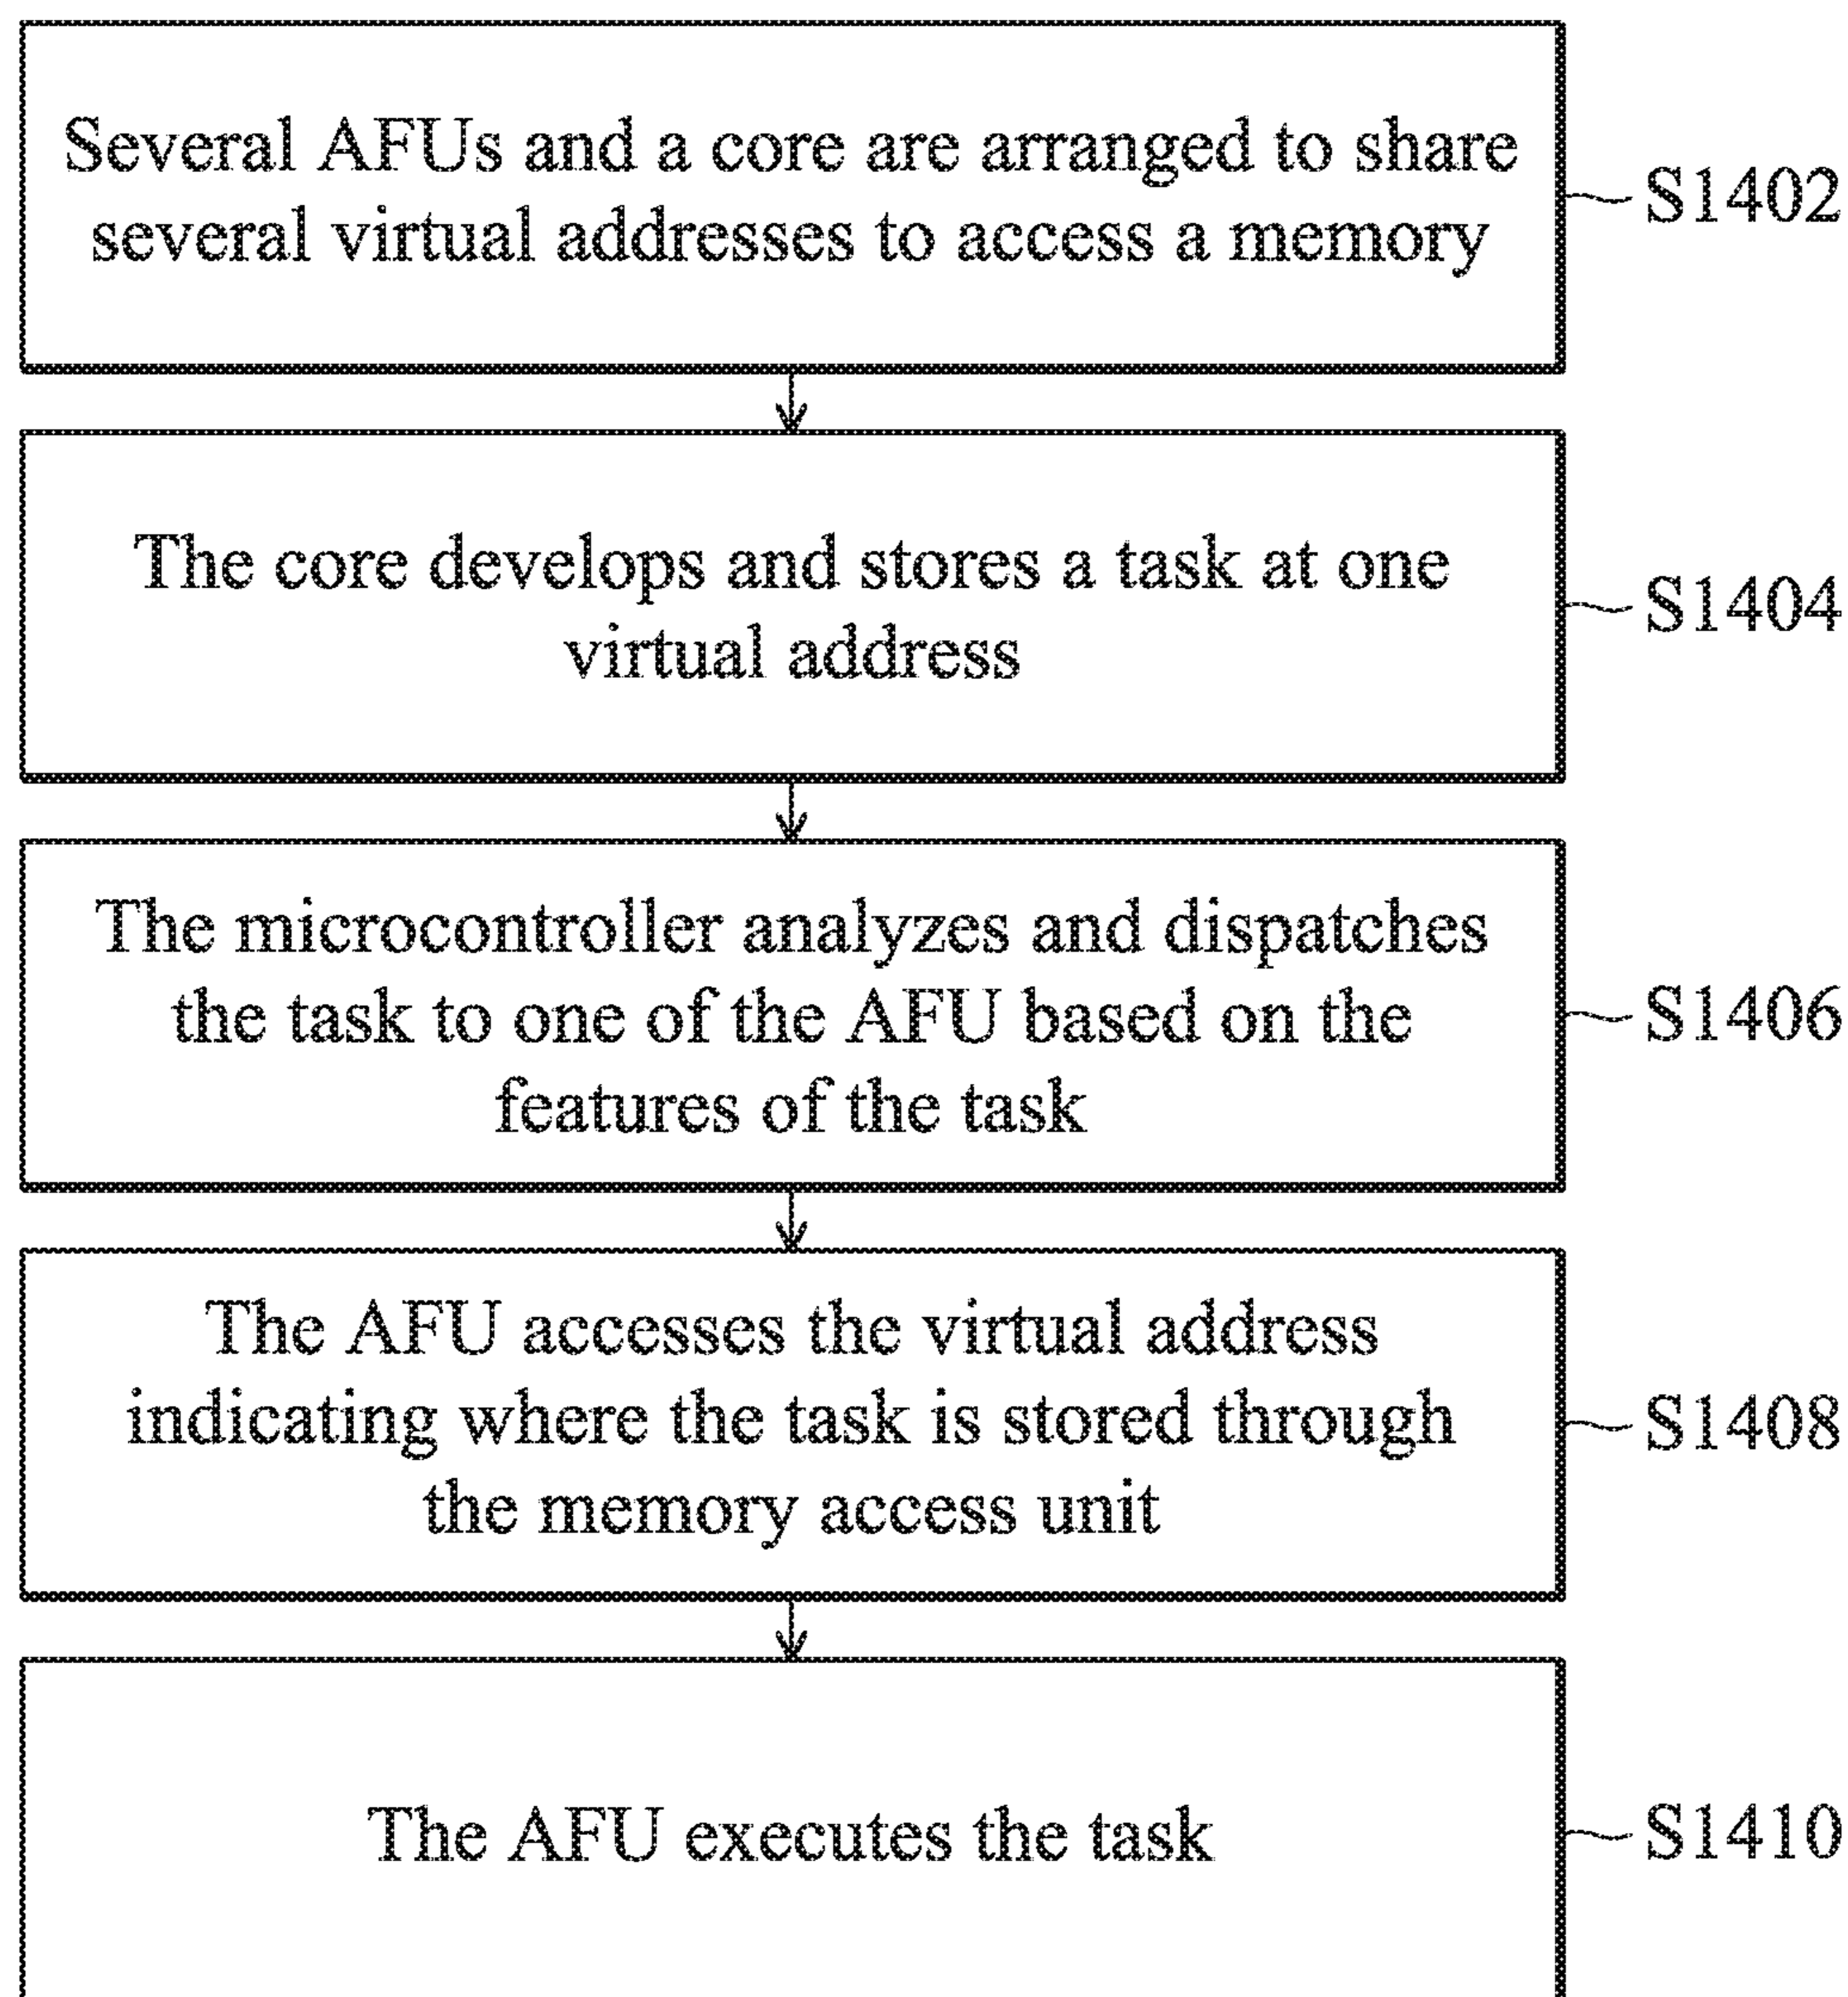 Several AFUs and a core are arranged to share
several virtual addresses to access a memory
S1402
The core develops and stores a task at one
virtual address
S1404
The microcontroller analyzes and dispatches
the task to one of the AFU based on the
features of the task
S1406
The AFU accesses the virtual address
indicating where the task is stored through
the memory access unit
S1408
The AFU executes the task
S1410